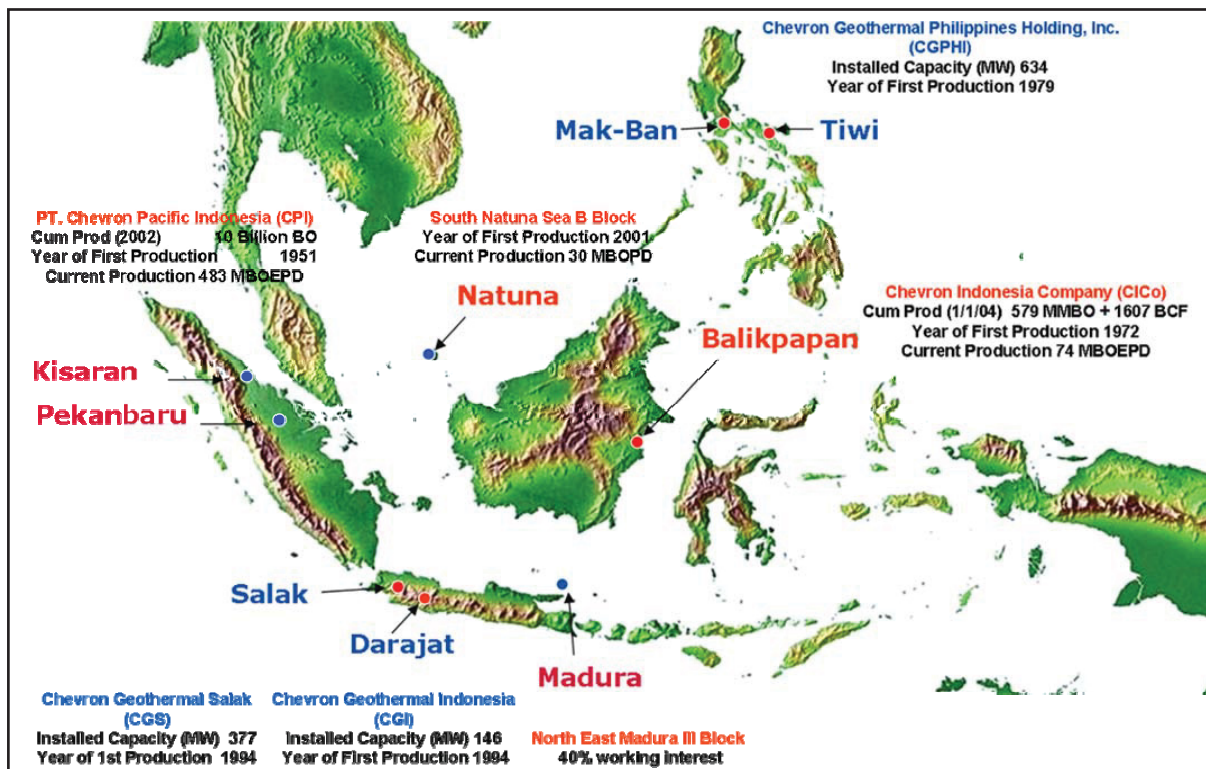 Chevron Geothermal Philippines Holding, Inc.
(CGPHI)
Installed Capacity (MW) 634
Year of First Production 1979
Mak-Ban
Tiwi
PT. Chevron Pacific Indonesia (CPI)
Cum Prod (2002) 10 Billion BO
Year of First Production 1951
Current Production 483 MBOEPD
South Natuna Sea B Block
Year of First Production 2001
Current Production 30 MBOPD
Natuna
Chevron Indonesia Company (CICo)
Cum Prod (1/1/04) 579 MMBO + 1607 BCF
Year of First Production 1972
Current Production 74 MBOEPD
Balikpapan
Kisaran
Pekanbaru
Salak
Darajat
Madura
Chevron Geothermal Salak
(CGS)
Installed Capacity (MW) 377
Year of 1st Production 1994
Chevron Geothermal Indonesia
(CGI)
Installed Capacity (MW) 146
Year of First Production 1994
North East Madura III Block
40% working interest